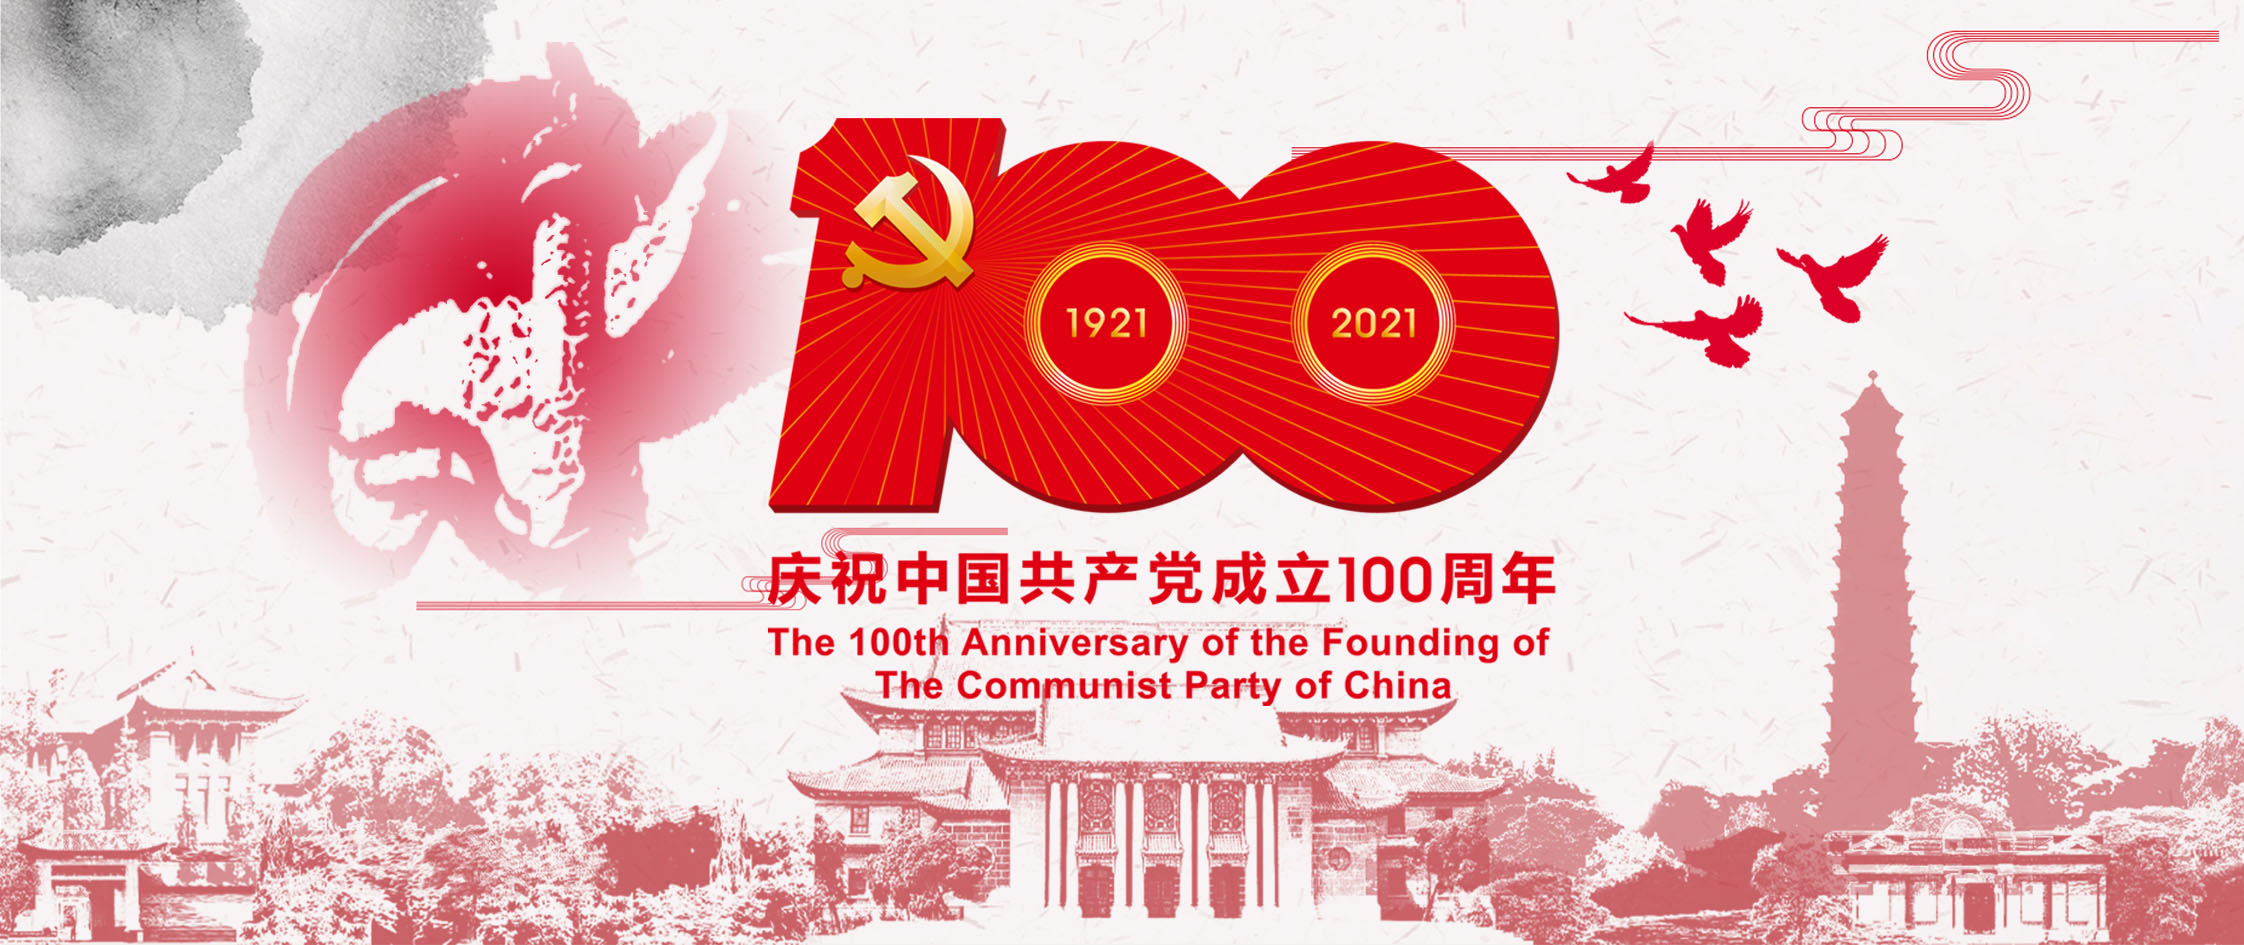 100
1921
2021
庆祝中国共产党成立100周年
The 100th Anniversary of the Founding of
The Communist Party of China